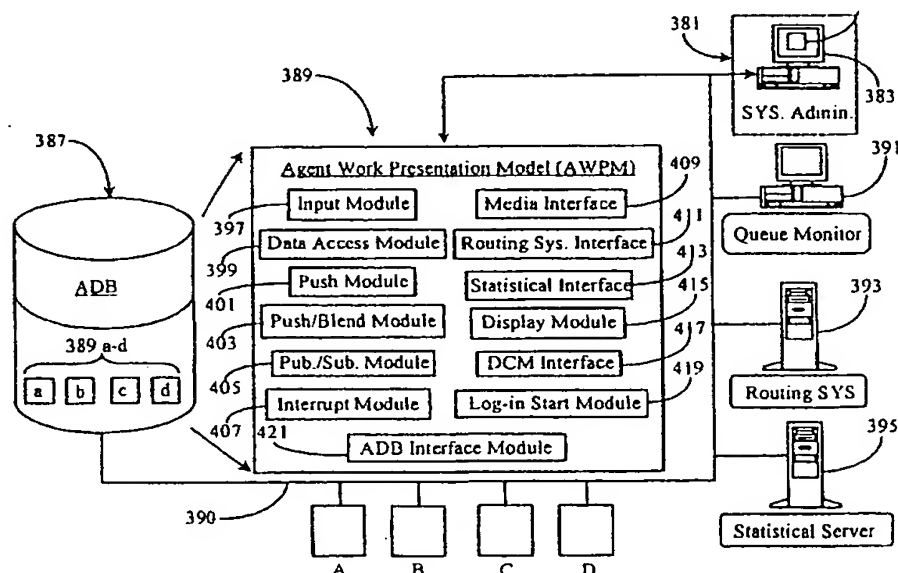 381
383
SYS. Admin.
389
387
391
Queue Monitor
Agent Work Presentation Model (AWPM)
409
Input Module
Media Interface
397
411
Data Access Module
Routing Sys. Interface
399
413
Push Module
Statistical Interface
401
415
Push/Blend Module
Display Module
403
417
Pub./Sub. Module
DCM Interface
405
419
Interrupt Module
Log-in Start Module
407
421
ADB Interface Module
ADB
389 a-d
a b c d
393
Routing SYS
395
Statistical Server
390
A B C D